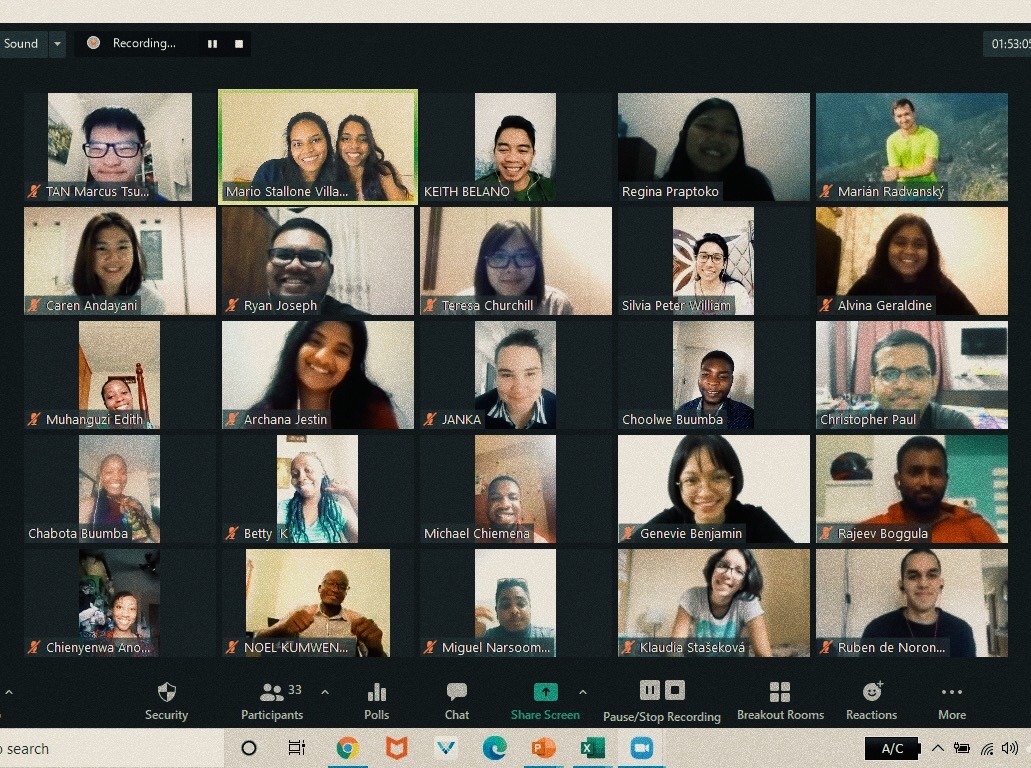 Sound
Recording...
01:53:05
TAN Marcus Tsu...
Mario Stallone Villa...
KEITH BELANO
Regina Praptoko
Marián Radvanský
Caren Andayani
Ryan Joseph
Teresa Churchill
Silvia Peter William
Alvina Geraldine
Muhanguzi Edith
Archana Jestin
JANKA
Choolwe Buumba
Christopher Paul
Chabota Buumba
Betty K
Michael Chiemena
Genevie Benjamin
Rajeev Boggula
Chienyenwa Ano...
NOEL KUMWEN...
Miguel Narsoom...
Klaudia Stašeková
Ruben de Noron...
33
Security
Participants
Polls
Chat
Share Screen
Pause/Stop Recording
Breakout Rooms
Reactions
More
search
A/C